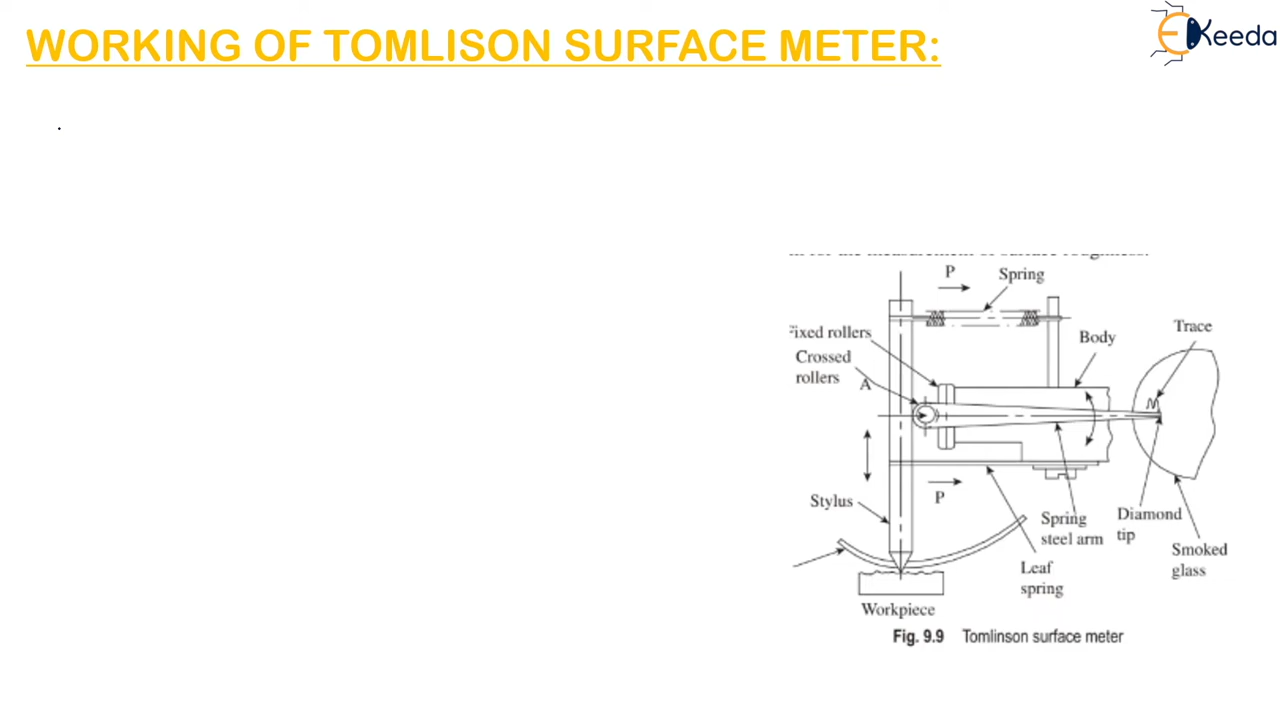 WORKING OF TOMLISON SURFACE METER:
Keeda
.
P
Spring
Fixed rollers
Crossed
rollers
A
Body
Trace
Stylus
P
Spring
steel arm
Diamond
tip
Smoked
glass
Leaf
spring
Workpiece
Fig. 9.9 Tomlinson surface meter